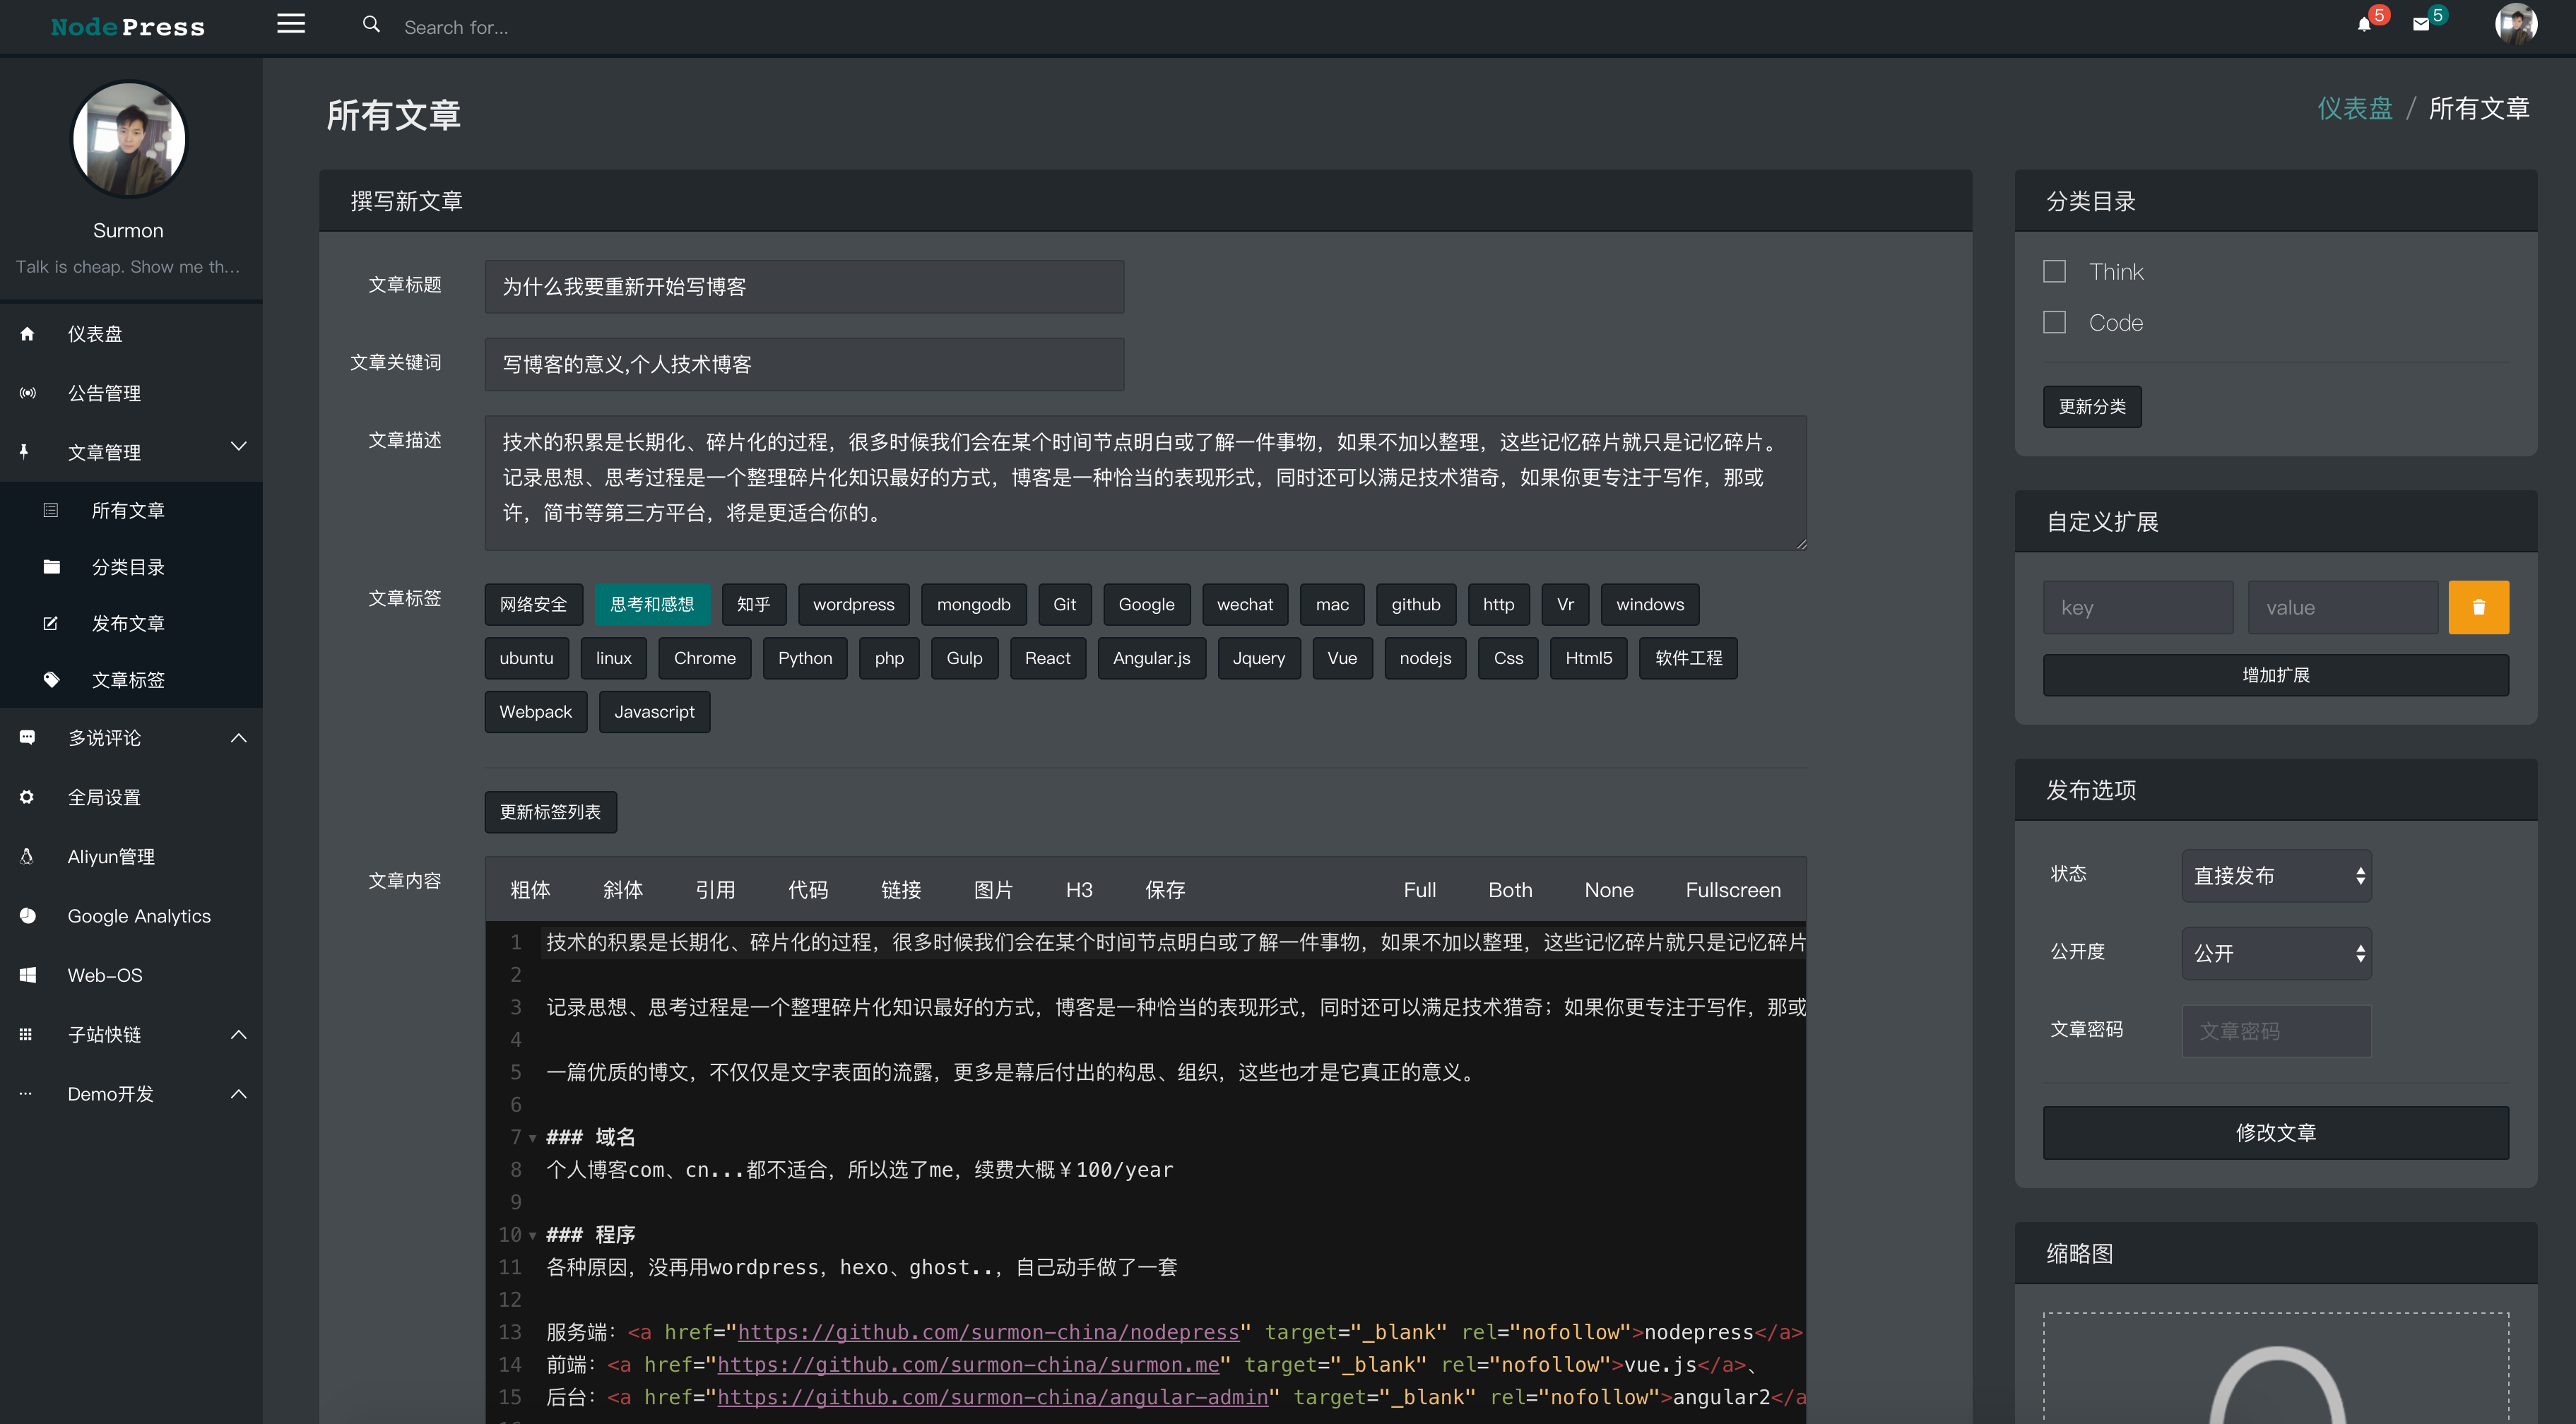 NodePress
Search for...
5
5
Surmon
Talk is cheap. Show me th...
仪表盘
公告管理
文章管理
所有文章
分类目录
发布文章
文章标签
多说评论
全局设置
Aliyun管理
Google Analytics
Web-OS
子站快链
Demo开发
所有文章
仪表盘 / 所有文章
撰写新文章
文章标题
为什么我要重新开始写博客
文章关键词
写博客的意义,个人技术博客
文章描述
技术的积累是长期化、碎片化的过程，很多时候我们会在某个时间节点明白或了解一件事物，如果不加以整理，这些记忆碎片就只是记忆碎片。
记录思想、思考过程是一个整理碎片化知识最好的方式，博客是一种恰当的表现形式，同时还可以满足技术猎奇，如果你更专注于写作，那或
许，简书等第三方平台，将是更适合你的。
文章标签
网络安全 思考和感想 知乎 wordpress mongodb Git Google wechat mac github http Vr windows
ubuntu linux Chrome Python php Gulp React Angular.js Jquery Vue nodejs Css Html5 软件工程
Webpack Javascript
更新标签列表
文章内容
粗体 斜体 引用 代码 链接 图片 H3 保存 Full Both None Fullscreen
1 技术的积累是长期化、碎片化的过程，很多时候我们会在某个时间节点明白或了解一件事物，如果不加以整理，这些记忆碎片就只是记忆碎片
2
3 记录思想、思考过程是一个整理碎片化知识最好的方式，博客是一种恰当的表现形式，同时还可以满足技术猎奇；如果你更专注于写作，那或
4
5 一篇优质的博文，不仅仅是文字表面的流露，更多是幕后付出的构思、组织，这些也才是它真正的意义。
6
7 ### 域名
8 个人博客com、cn...都不适合，所以选了me，续费大概￥100/year
9
10 ### 程序
11 各种原因，没再用wordpress，hexo、ghost..，自己动手做了一套
12
13 服务端：<a href="https://github.com/surmon-china/nodepress" target="_blank" rel="nofollow">nodepress</a>
14 前端：<a href="https://github.com/surmon-china/surmon.me" target="_blank" rel="nofollow">vue.js</a>、
15 后台：<a href="https://github.com/surmon-china/angular-admin" target="_blank" rel="nofollow">angular2</a
分类目录
Think
Code
更新分类
自定义扩展
key
value
增加扩展
发布选项
状态
直接发布
公开度
公开
文章密码
文章密码
修改文章
缩略图